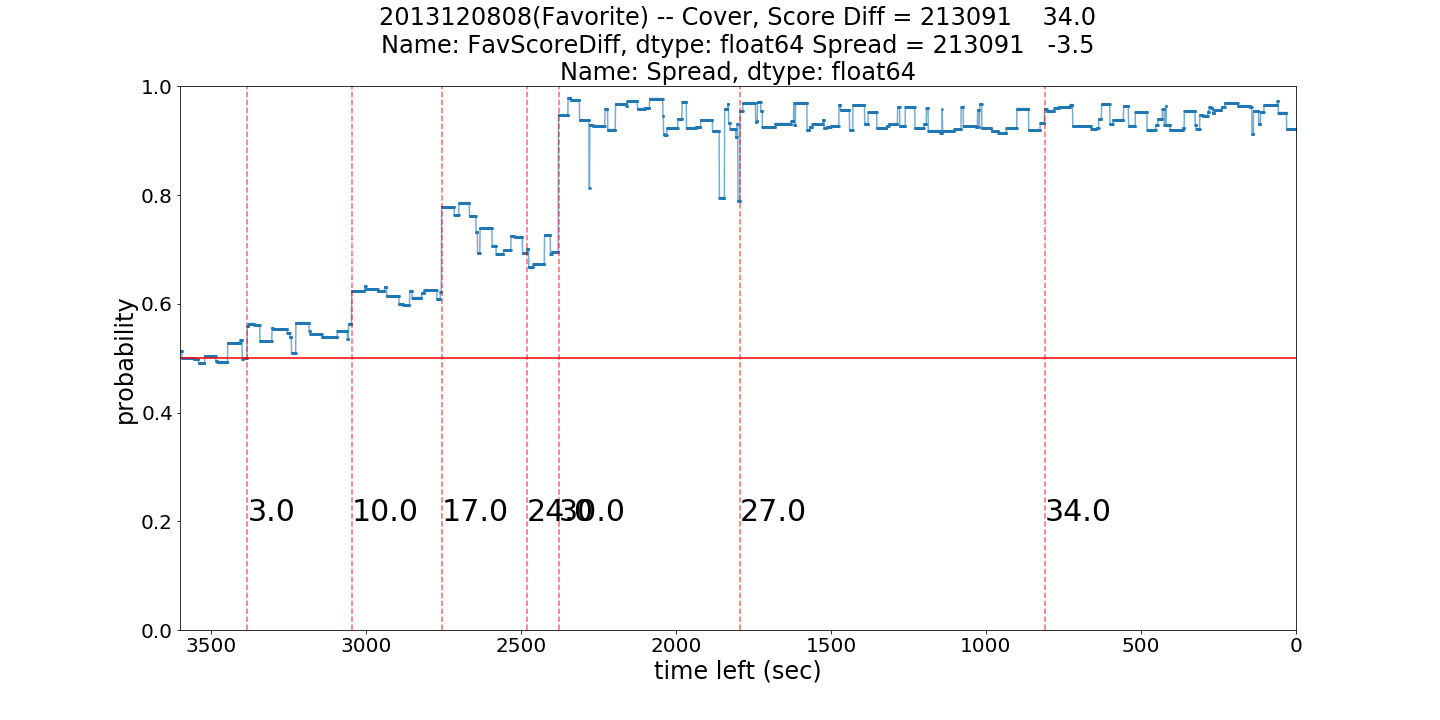 2013120808(Favorite) -- Cover, Score Diff = 213091    34.0
Name: FavScoreDiff, dtype: float64 Spread = 213091   -3.5
Name: Spread, dtype: float64
1.0
0.8
0.6
0.4
0.2
0.0
probability
3.0 10.0 17.0 24.0 30.0 27.0 34.0
3500 3000 2500 2000 1500 1000 500 0
time left (sec)